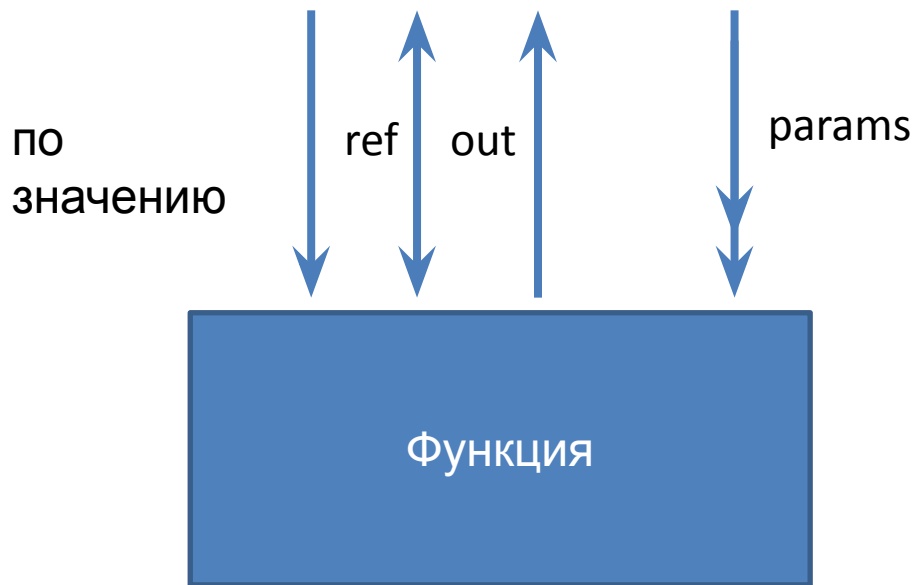 по
значению
ref
out
params
Функция